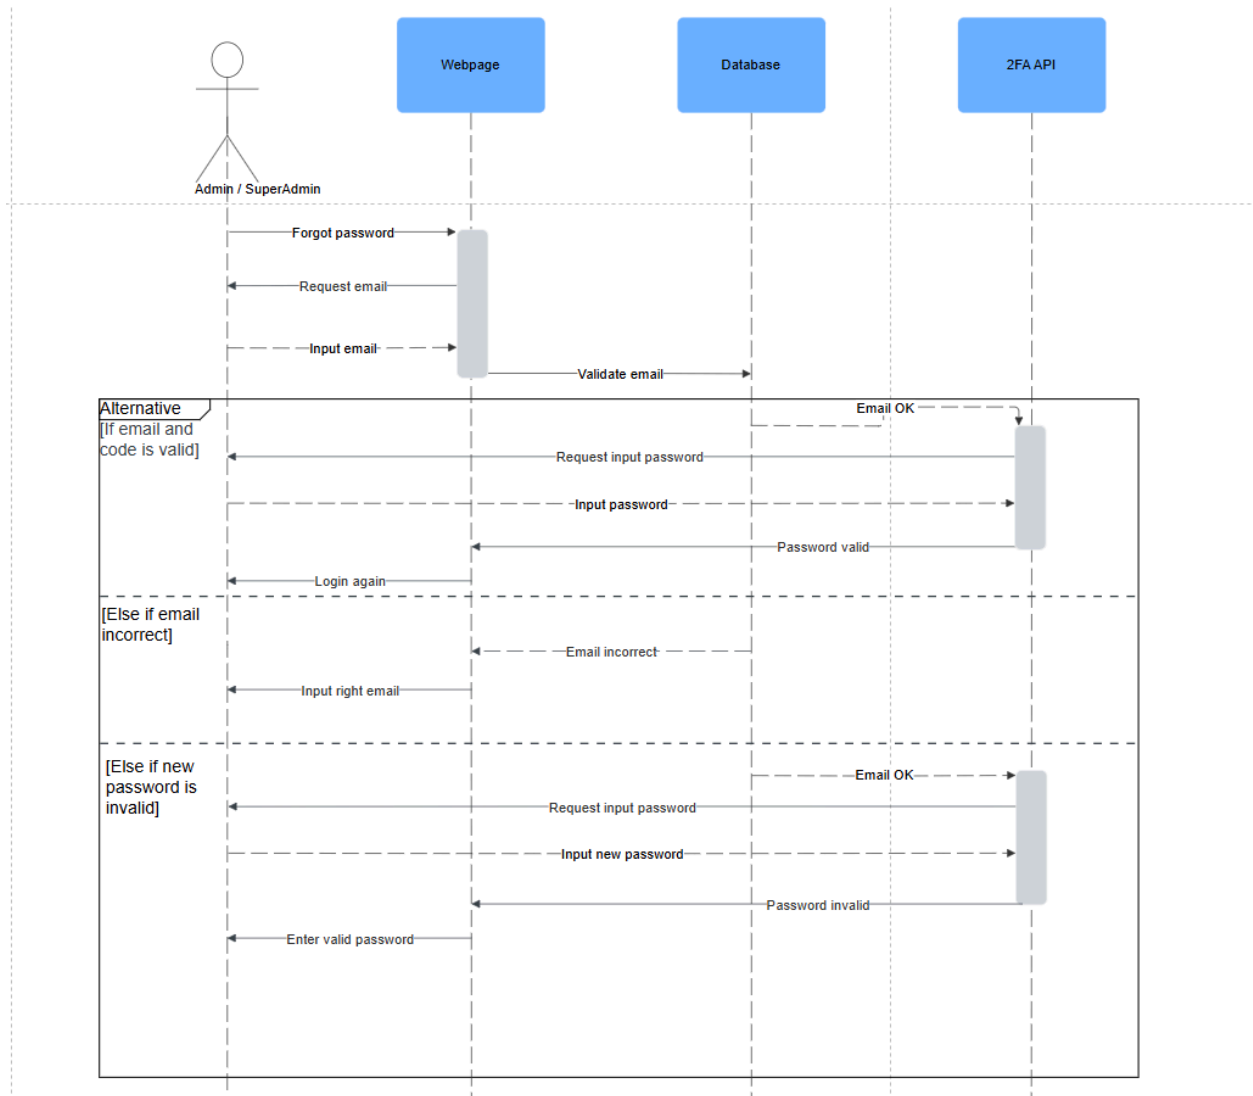 Webpage
Database
2FA API
Admin / SuperAdmin
Forgot password
Request email
Input email
Validate email
Alternative
[If email and
code is valid]
Email OK
Request input password
Input password
Password valid
Login again
[Else if email
incorrect]
Email incorrect
Input right email
[Else if new
password is
invalid]
Email OK
Request input password
Input new password
Password invalid
Enter valid password